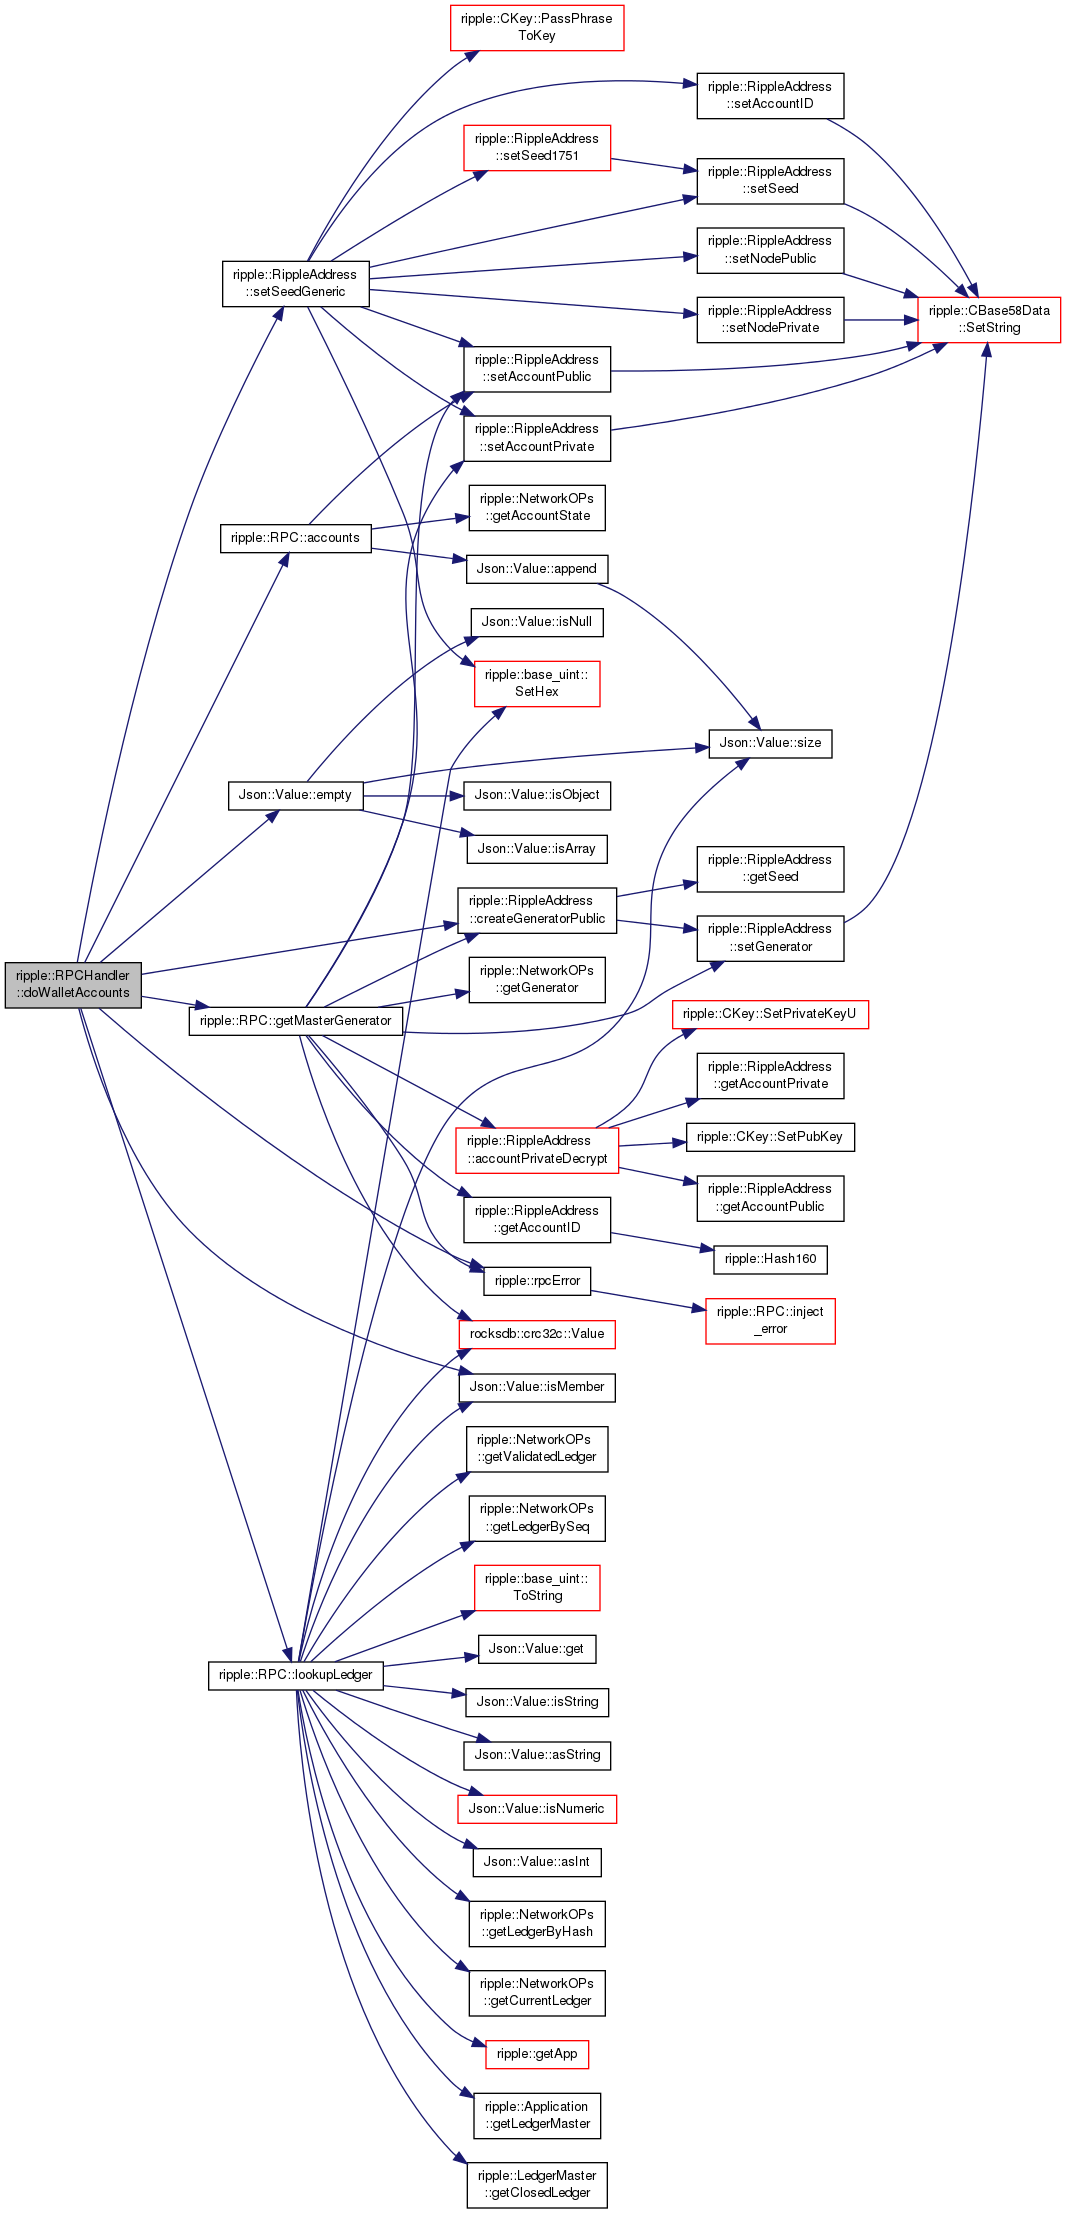 ripple::CKey::PassPhrase
ToKey
ripple::RippleAddress
::setAccountID
ripple::RippleAddress
::setSeed1751
ripple::RippleAddress
::setSeed
ripple::RippleAddress
::setNodePublic
ripple::RippleAddress
::setSeedGeneric
ripple::RippleAddress
::setNodePrivate
ripple::CBase58Data
::SetString
ripple::RippleAddress
::setAccountPublic
ripple::RippleAddress
::setAccountPrivate
ripple::NetworkOPs
::getAccountState
ripple::RPC::accounts
Json::Value::append
Json::Value::isNull
ripple::base_uint::
SetHex
Json::Value::size
Json::Value::empty
Json::Value::isObject
Json::Value::isArray
ripple::RippleAddress
::getSeed
ripple::RippleAddress
::createGeneratorPublic
ripple::RippleAddress
::setGenerator
ripple::RPCHandler
::doWalletAccounts
ripple::NetworkOPs
::getGenerator
ripple::RPC::getMasterGenerator
ripple::CKey::SetPrivateKeyU
ripple::RippleAddress
::getAccountPrivate
ripple::RippleAddress
::accountPrivateDecrypt
ripple::CKey::SetPubKey
ripple::RippleAddress
::getAccountPublic
ripple::RippleAddress
::getAccountID
ripple::Hash160
ripple::rpcError
ripple::RPC::inject
_error
rocksdb::crc32c::Value
Json::Value::isMember
ripple::NetworkOPs
::getValidatedLedger
ripple::NetworkOPs
::getLedgerBySeq
ripple::base_uint::
ToString
Json::Value::get
ripple::RPC::lookupLedger
Json::Value::isString
Json::Value::asString
Json::Value::isNumeric
Json::Value::asInt
ripple::NetworkOPs
::getLedgerByHash
ripple::NetworkOPs
::getCurrentLedger
ripple::getApp
ripple::Application
::getLedgerMaster
ripple::LedgerMaster
::getClosedLedger